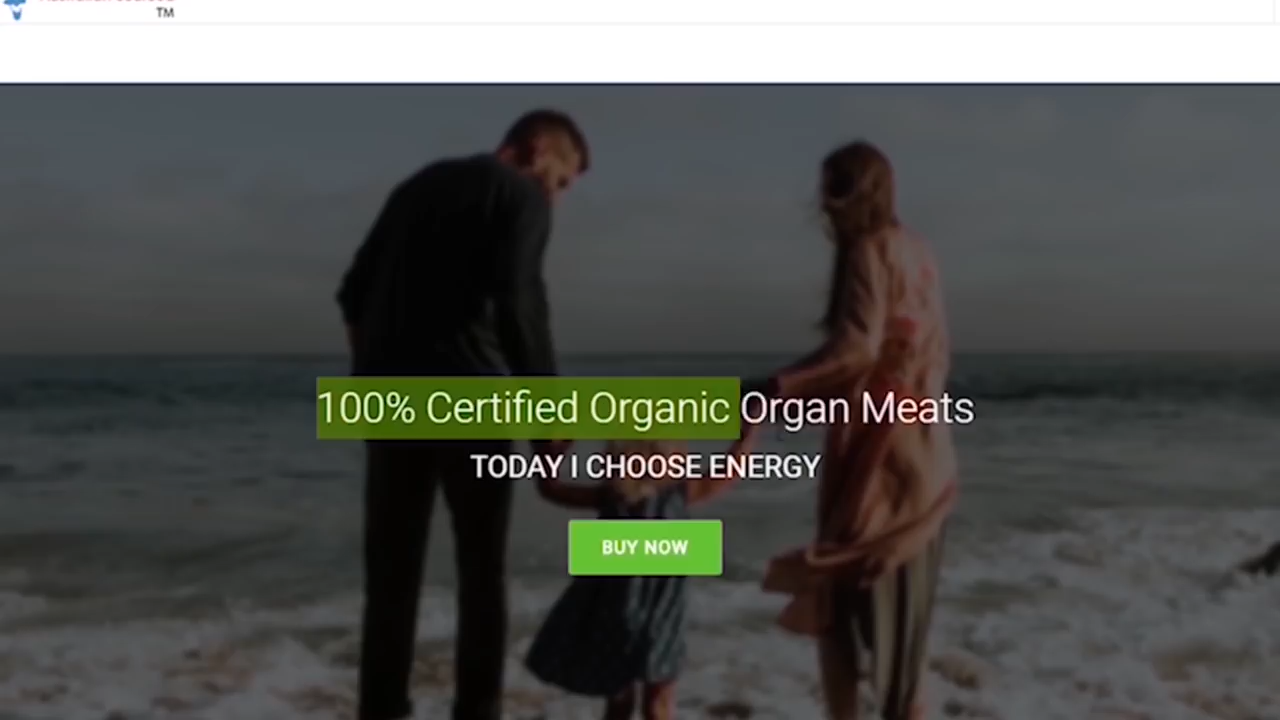 TM
100% Certified Organic Organ Meats
TODAY I CHOOSE ENERGY
BUY NOW